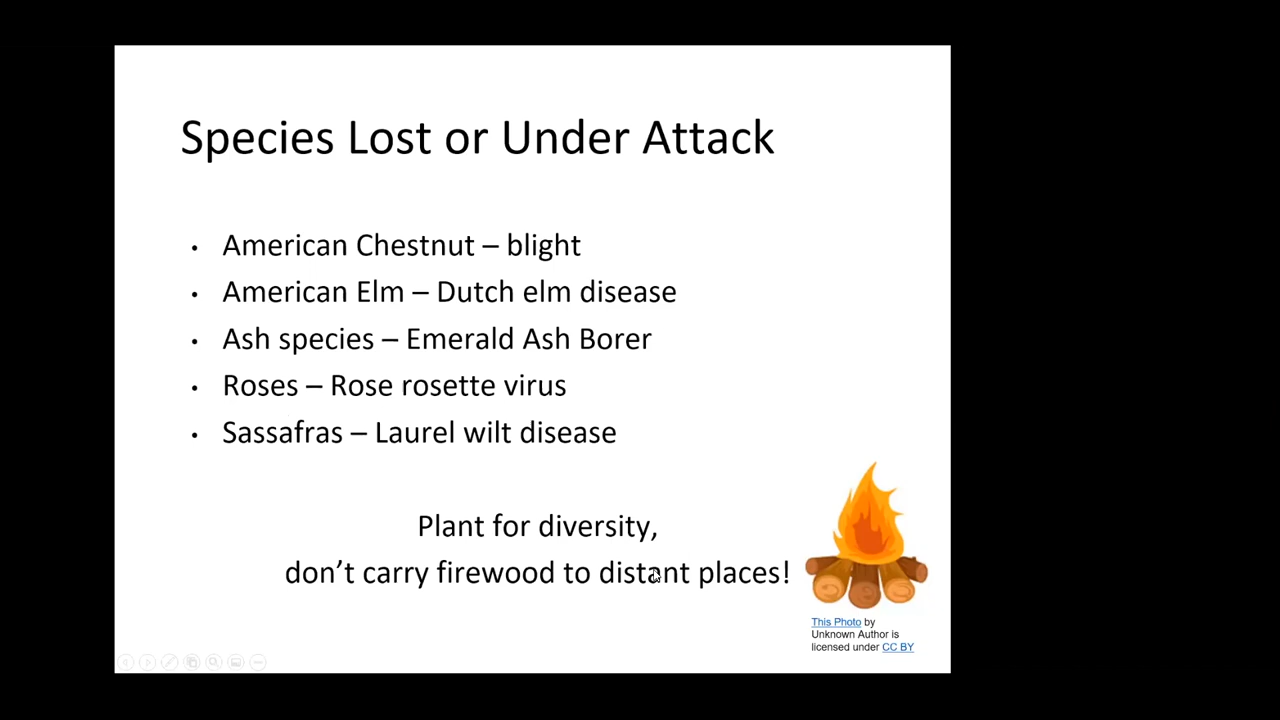 Species Lost or Under Attack
• American Chestnut – blight
• American Elm – Dutch elm disease
• Ash species – Emerald Ash Borer
• Roses – Rose rosette virus
• Sassafras – Laurel wilt disease
Plant for diversity,
don’t carry firewood to distant places!
This Photo by
Unknown Author is
licensed under CC BY